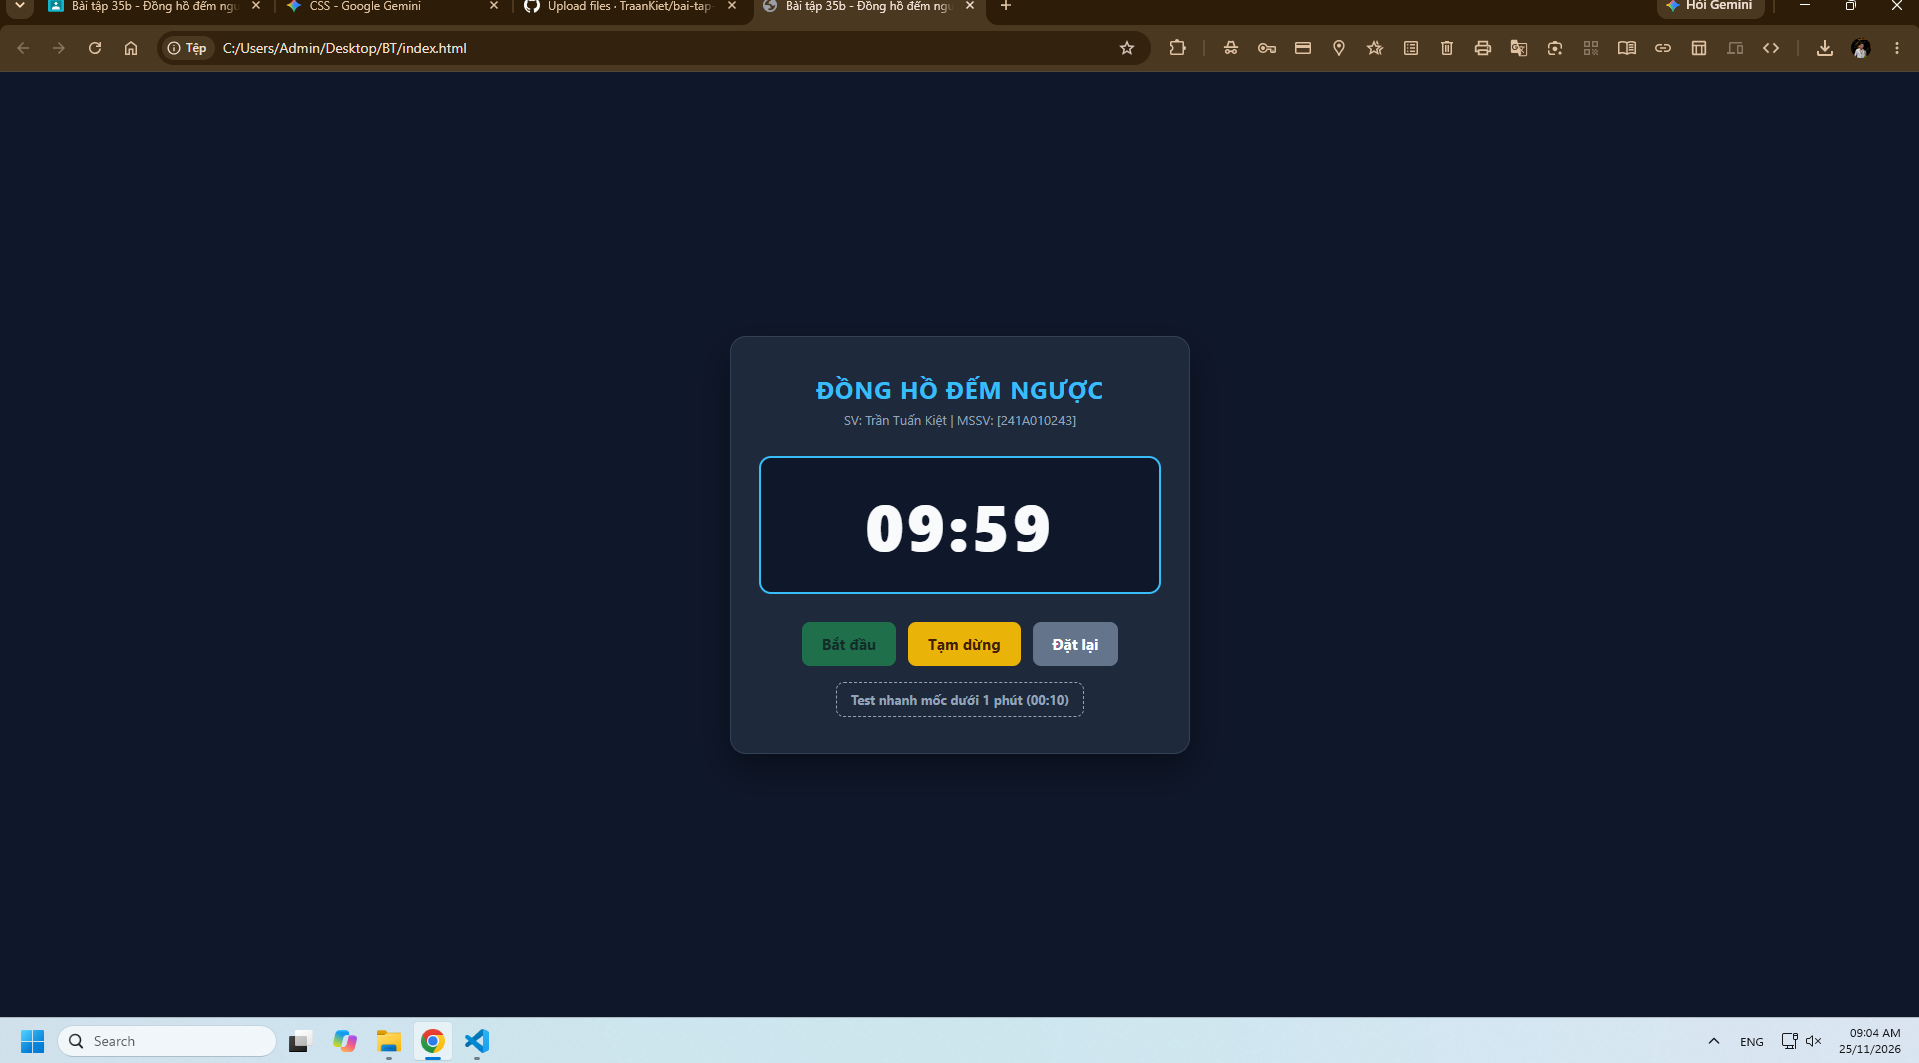 Bài tập 35b - Đồng hồ đếm ngu
CSS - Google Gemini
Upload files · TraanKiet/bai-tap-
Bài tập 35b - Đồng hồ đếm ngu
Hỏi Gemini
Tệp
C:/Users/Admin/Desktop/BT/index.html
ĐỒNG HỒ ĐẾM NGƯỢC
SV: Trần Tuấn Kiệt | MSSV: [241A010243]
09:59
Bắt đầu
Tạm dừng
Đặt lại
Test nhanh mốc dưới 1 phút (00:10)
Search
ENG
09:04 AM
25/11/2026